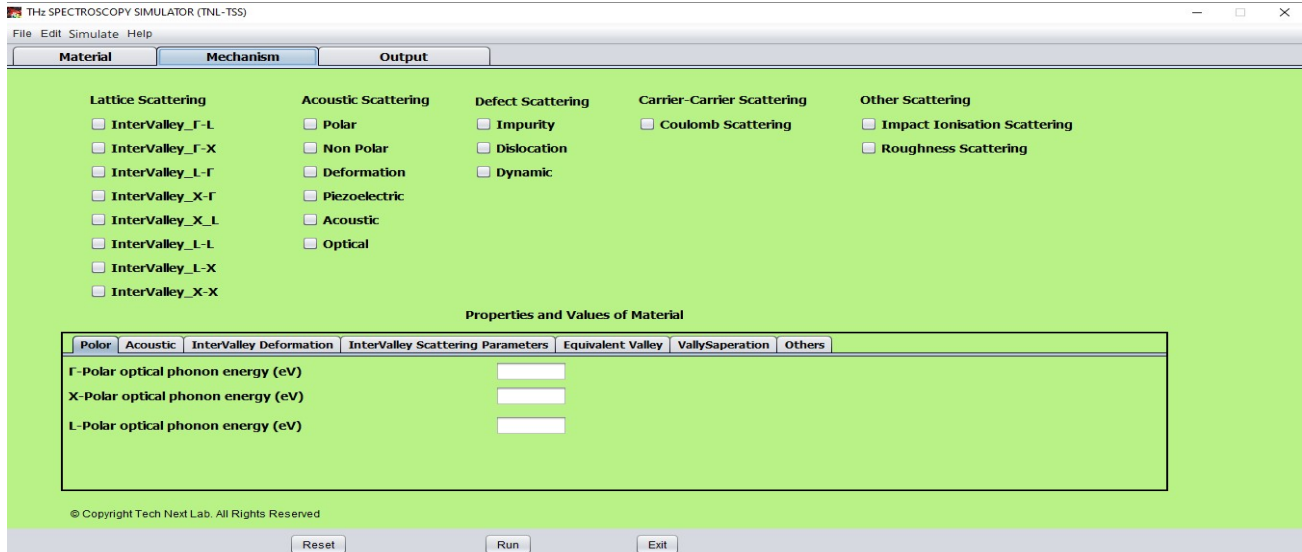 THz SPECTROSCOPY SIMULATOR (TNL-TSS)
File Edit Simulate Help
Material Mechanism Output
Lattice Scattering Acoustic Scattering Defect Scattering Carrier-Carrier Scattering Other Scattering
InterValley_Γ-L Polar Impurity Coulomb Scattering Impact Ionisation Scattering
InterValley_Γ-X Non Polar Dislocation Roughness Scattering
InterValley_L-Γ Deformation Dynamic
InterValley_X-Γ Piezoelectric
InterValley_X_L Acoustic
InterValley_L-L Optical
InterValley_L-X
InterValley_X-X
Properties and Values of Material
Polor Acoustic InterValley Deformation InterValley Scattering Parameters Equivalent Valley VallySaperation Others
Γ-Polar optical phonon energy (eV)
X-Polar optical phonon energy (eV)
L-Polar optical phonon energy (eV)
© Copyright Tech Next Lab. All Rights Reserved
Reset Run Exit